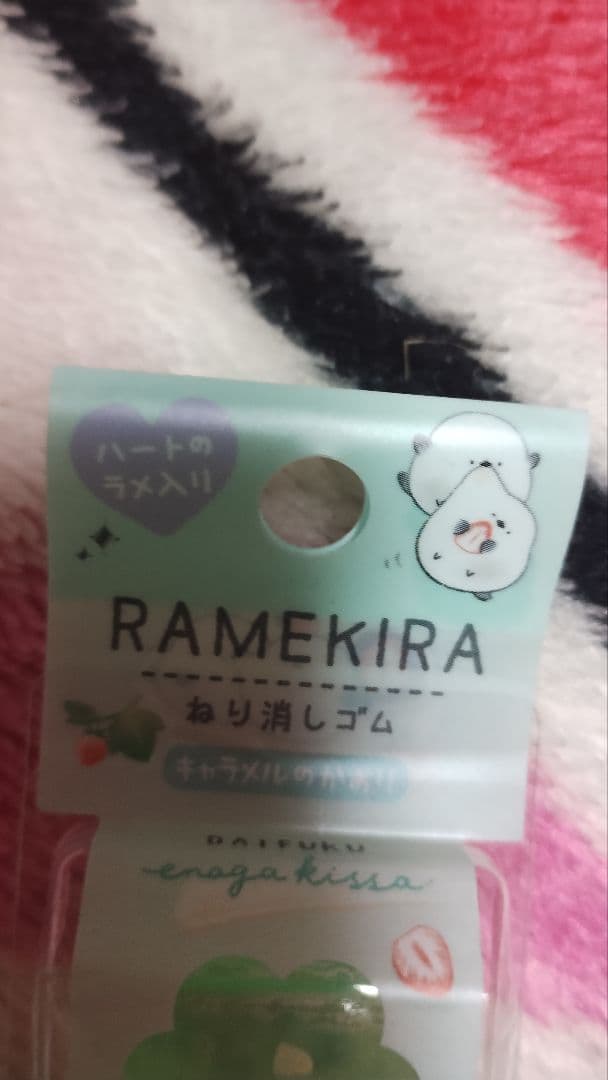 ハートの
ラメ入り
RAMEKIRA
ねり消しゴム
キャラメルのかおり
DAIFUKU
enaga kissa